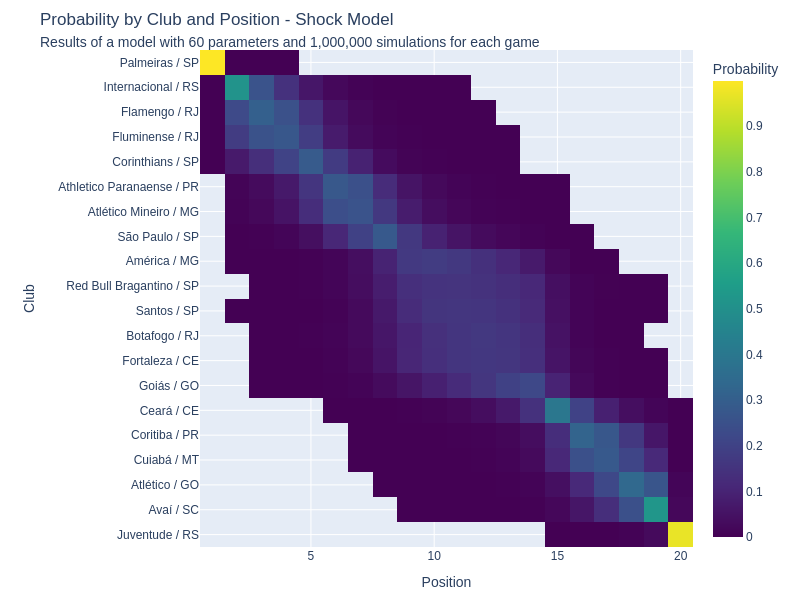 Probability by Club and Position - Shock Model
Results of a model with 60 parameters and 1,000,000 simulations for each game
Probability
Palmeiras / SP
Internacional / RS
Flamengo / RJ
Fluminense / RJ
Corinthians / SP
Athletico Paranaense / PR
Atlético Mineiro / MG
São Paulo / SP
América / MG
Red Bull Bragantino / SP
Santos / SP
Botafogo / RJ
Fortaleza / CE
Goiás / GO
Ceará / CE
Coritiba / PR
Cuiabá / MT
Atlético / GO
Avaí / SC
Juventude / RS
Club
5
10
15
20
Position
0.9
0.8
0.7
0.6
0.5
0.4
0.3
0.2
0.1
0